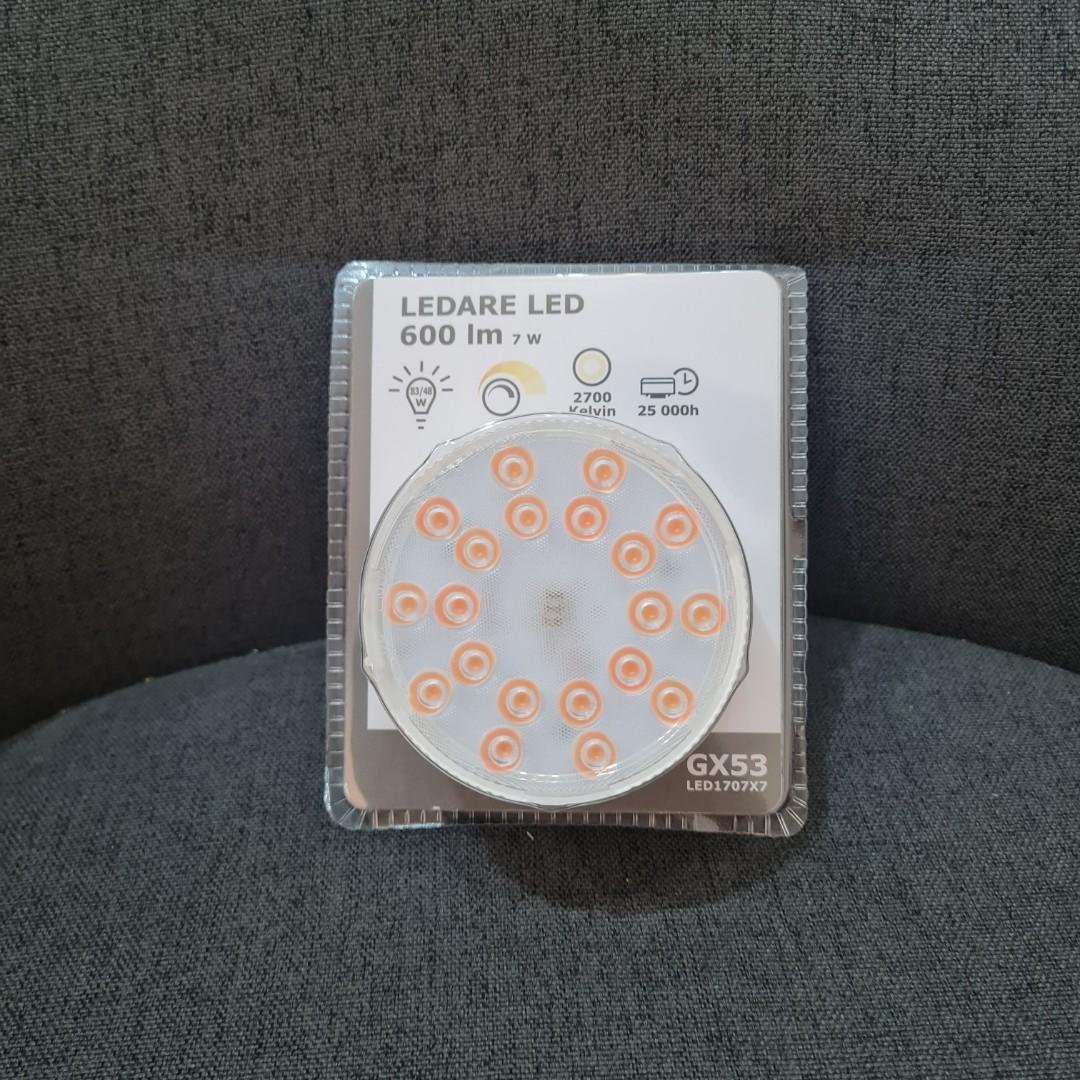 LEDARE LED
600 lm 7 W
83/48
W
2700
Kelvin
25 000h
GX53
LED1707X7